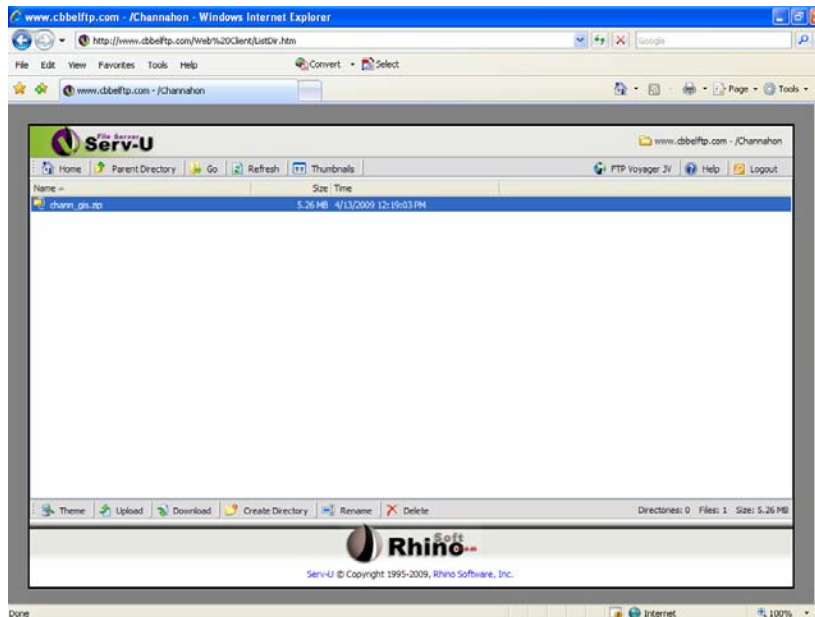 www.cbbelftp.com - /Channahon - Windows Internet Explorer
http://www.cbbelftp.com/Web%20Client/ListDir.htm
Google
File Edit View Favorites Tools Help Convert Select
www.cbbelftp.com - /Channahon
Page Tools
File Server
Serv-U
www.cbbelftp.com - /Channahon
Home Parent Directory Go Refresh Thumbnails FTP Voyager JV Help Logout
Name Size Time
chann_gis.zip 5.26 MB 4/13/2009 12:19:03 PM
Theme Upload Download Create Directory Rename Delete Directories: 0 Files: 1 Size: 5.26 MB
RhinoSoft.com
Serv-U © Copyright 1995-2009, Rhino Software, Inc.
Done Internet 100%